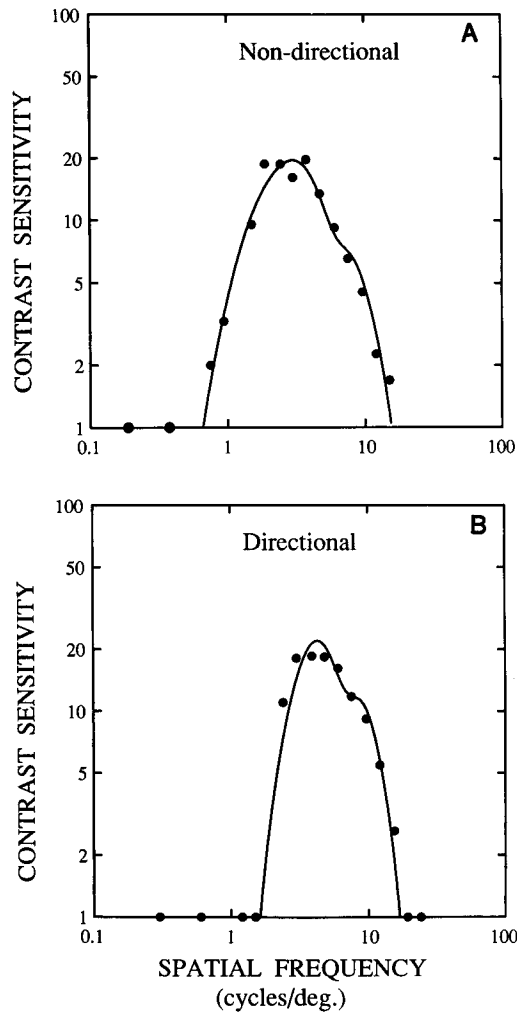 A
Non-directional
CONTRAST SENSITIVITY
100
50
20
10
5
2
1
0.1 1 10 100
B
Directional
CONTRAST SENSITIVITY
100
50
20
10
5
2
1
0.1 1 10 100
SPATIAL FREQUENCY
(cycles/deg.)